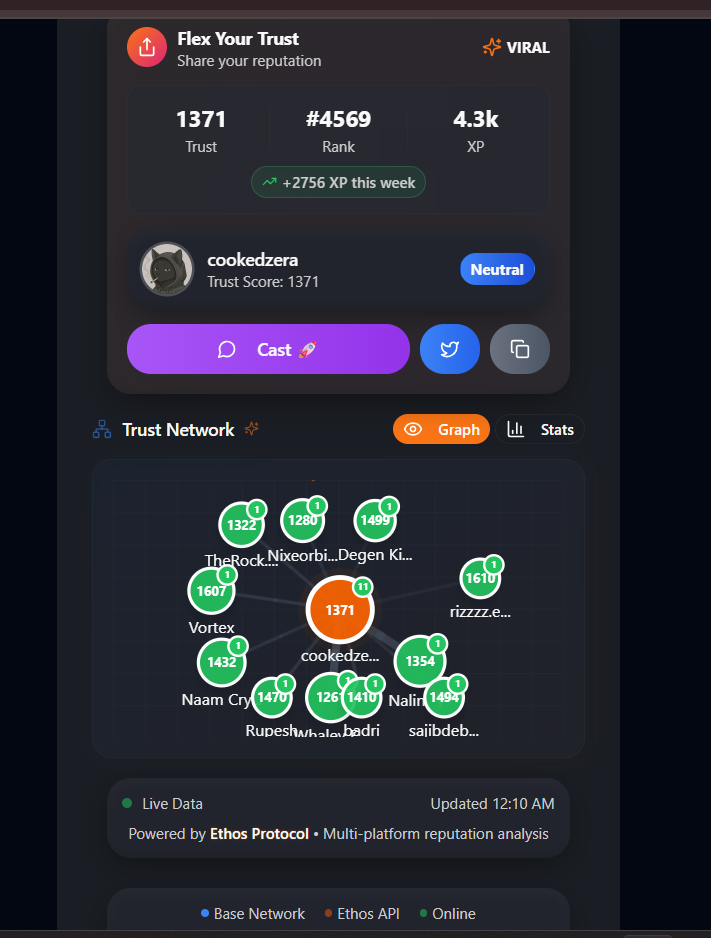 Flex Your Trust
Share your reputation
VIRAL
1371
#4569
4.3k
Trust
Rank
XP
+2756 XP this week
cookedzera
Trust Score: 1371
Neutral
Cast 🚀
Trust Network
Graph
Stats
1322
1
TheRock....
1280
1
Nixeorbi...
1499
1
Degen Ki...
1610
1
rizzzz.e...
1607
1
Vortex
1371
11
cookedze...
1432
1
Naam Cry
1354
1
Nalin
1470
1
Rupesh
126
1
Whaley
1410
1
badri
1494
1
sajibdeb...
Live Data
Updated 12:10 AM
Powered by Ethos Protocol • Multi-platform reputation analysis
Base Network
Ethos API
Online